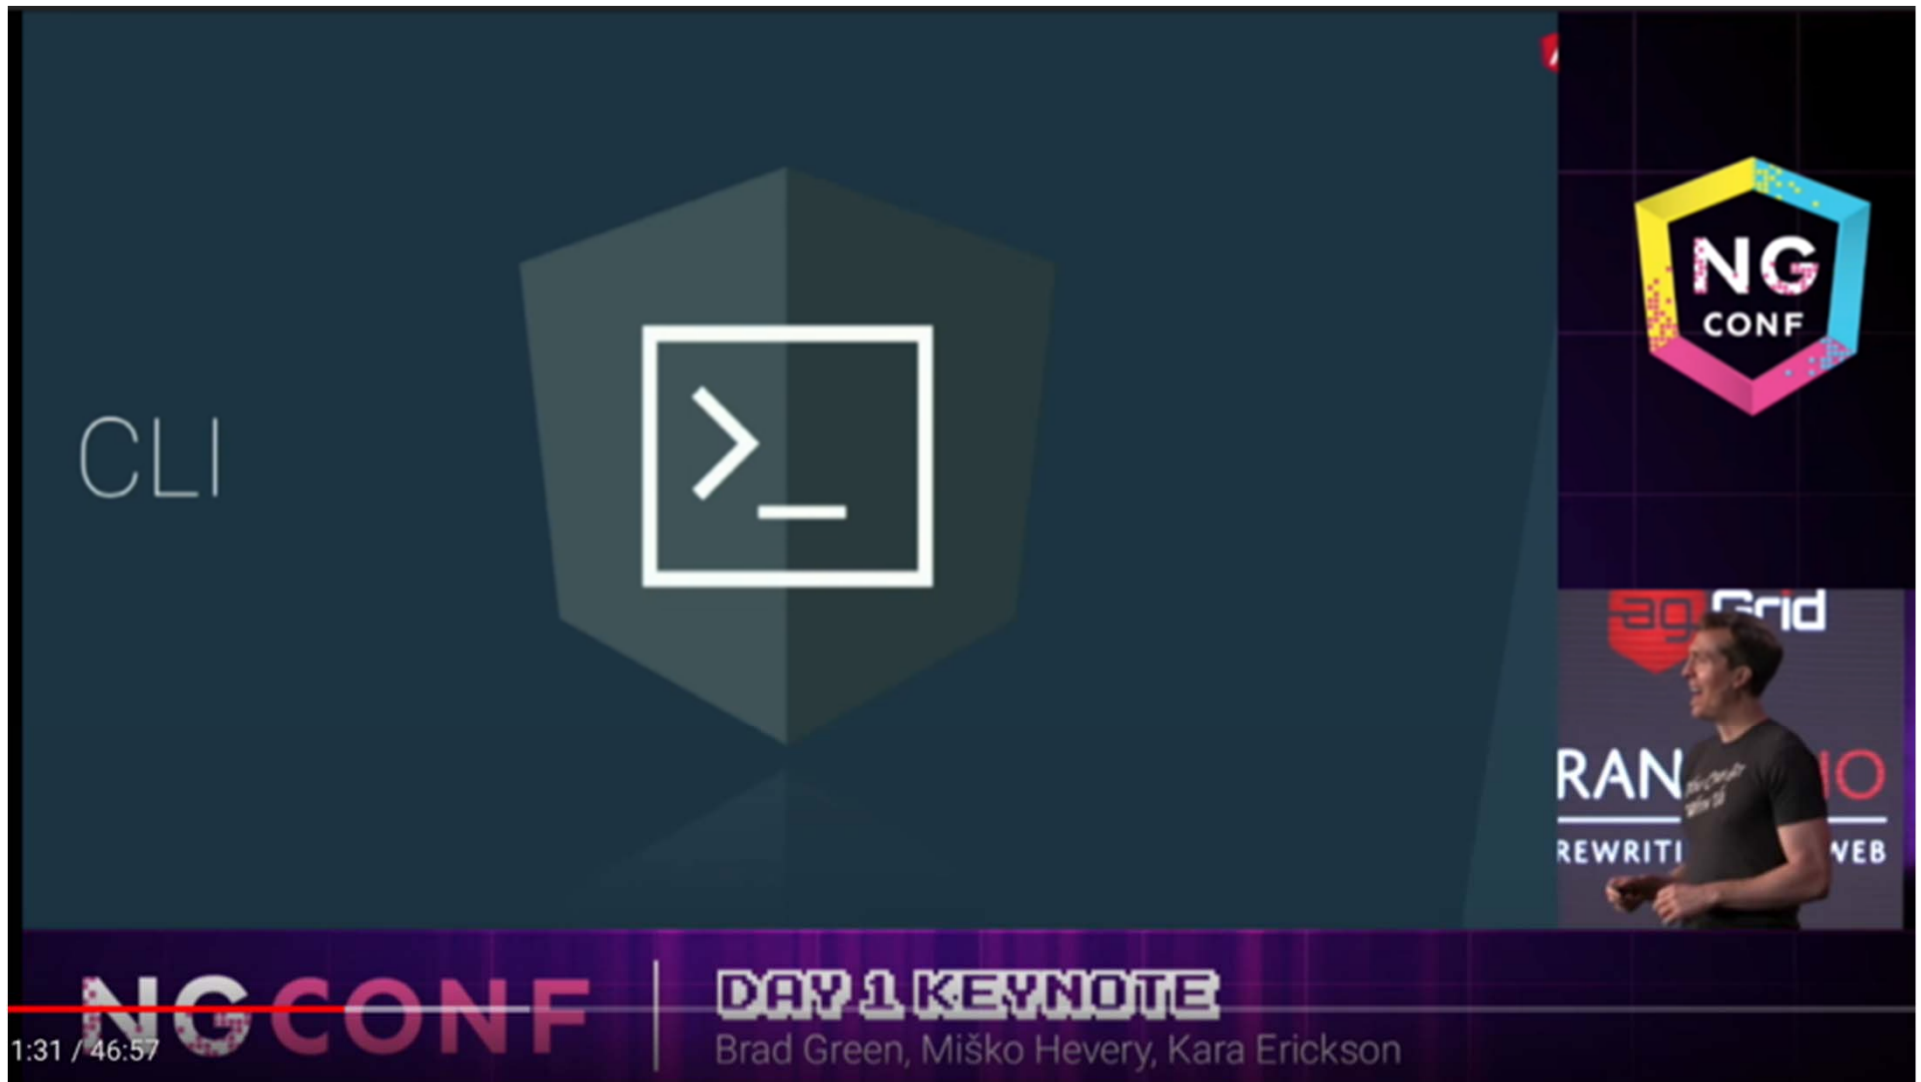 CLI
>_
NG
CONF
ag Grid
RAN IO
REWRITI WEB
NG CONF
DAY 1 KEYNOTE
Brad Green, Miško Hevery, Kara Erickson
1:31 / 46:57